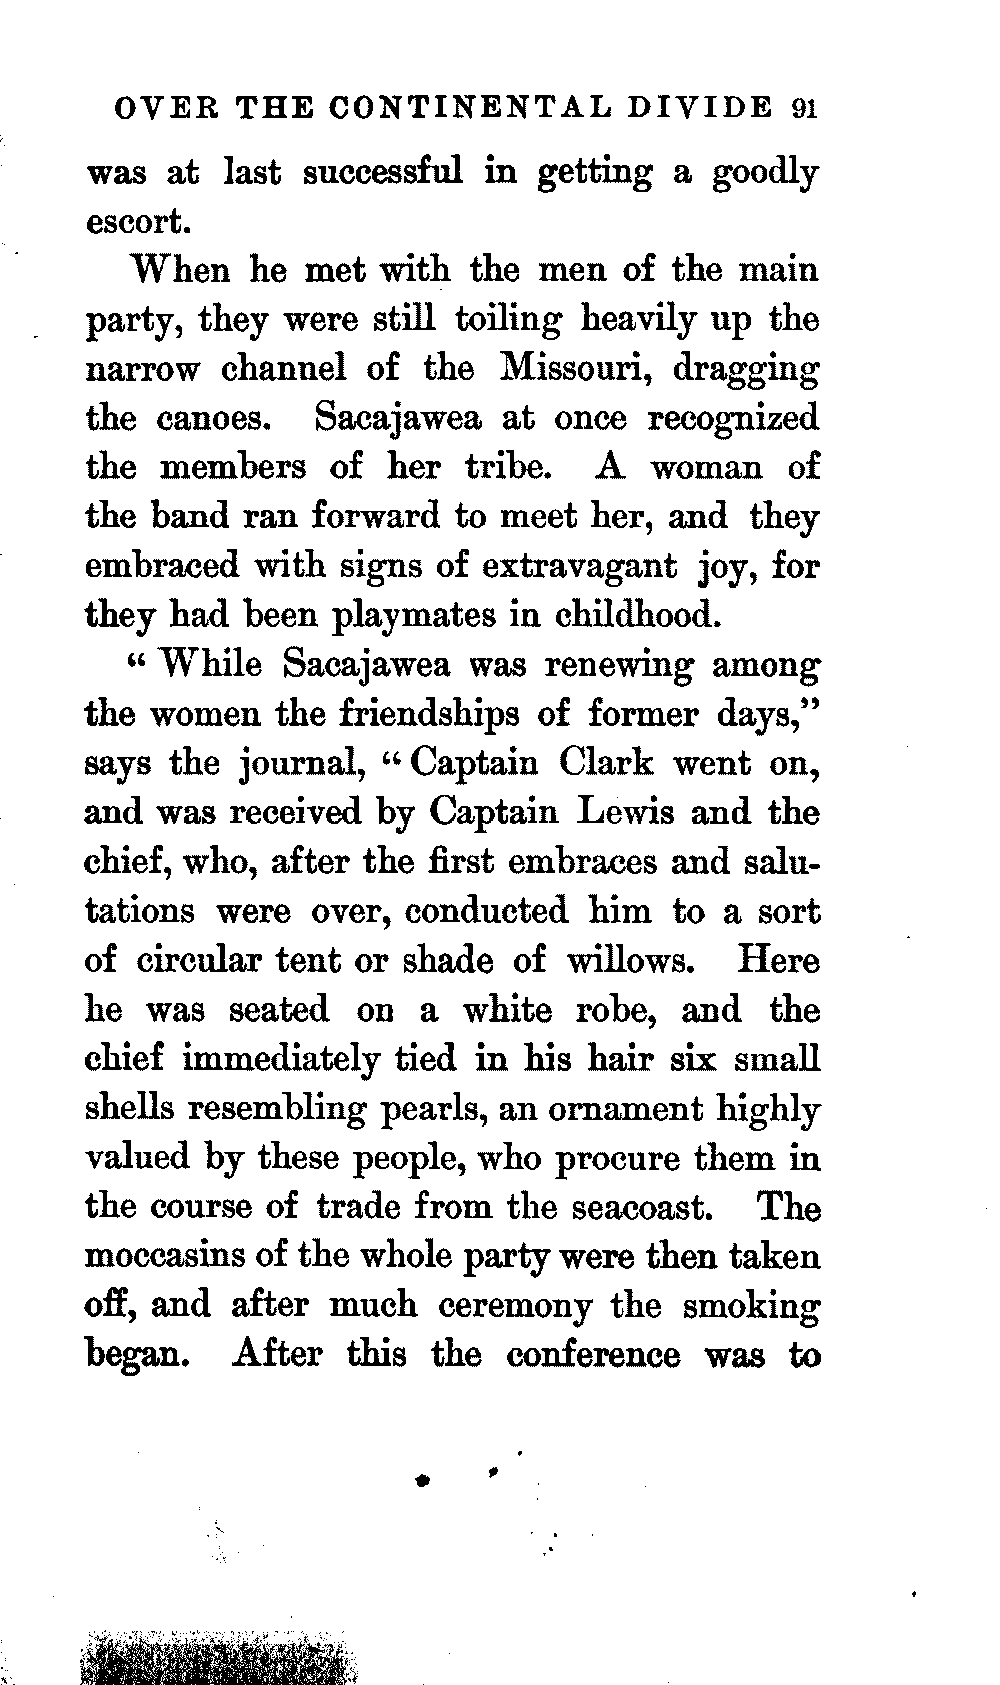 OVER THE CONTINENTAL DIVIDE 91
was at last successful in getting a goodly
escort.
When he met with the men of the main
party, they were still toiling heavily up the
narrow channel of the Missouri, dragging
the canoes. Sacajawea at once recognized
the members of her tribe. A woman of
the band ran forward to meet her, and they
embraced with signs of extravagant joy, for
they had been playmates in childhood.
“ While Sacajawea was renewing among
the women the friendships of former days,”
says the journal, “ Captain Clark went on,
and was received by Captain Lewis and the
chief, who, after the first embraces and salu-
tations were over, conducted him to a sort
of circular tent or shade of willows. Here
he was seated on a white robe, and the
chief immediately tied in his hair six small
shells resembling pearls, an ornament highly
valued by these people, who procure them in
the course of trade from the seacoast. The
moccasins of the whole party were then taken
off, and after much ceremony the smoking
began. After this the conference was to